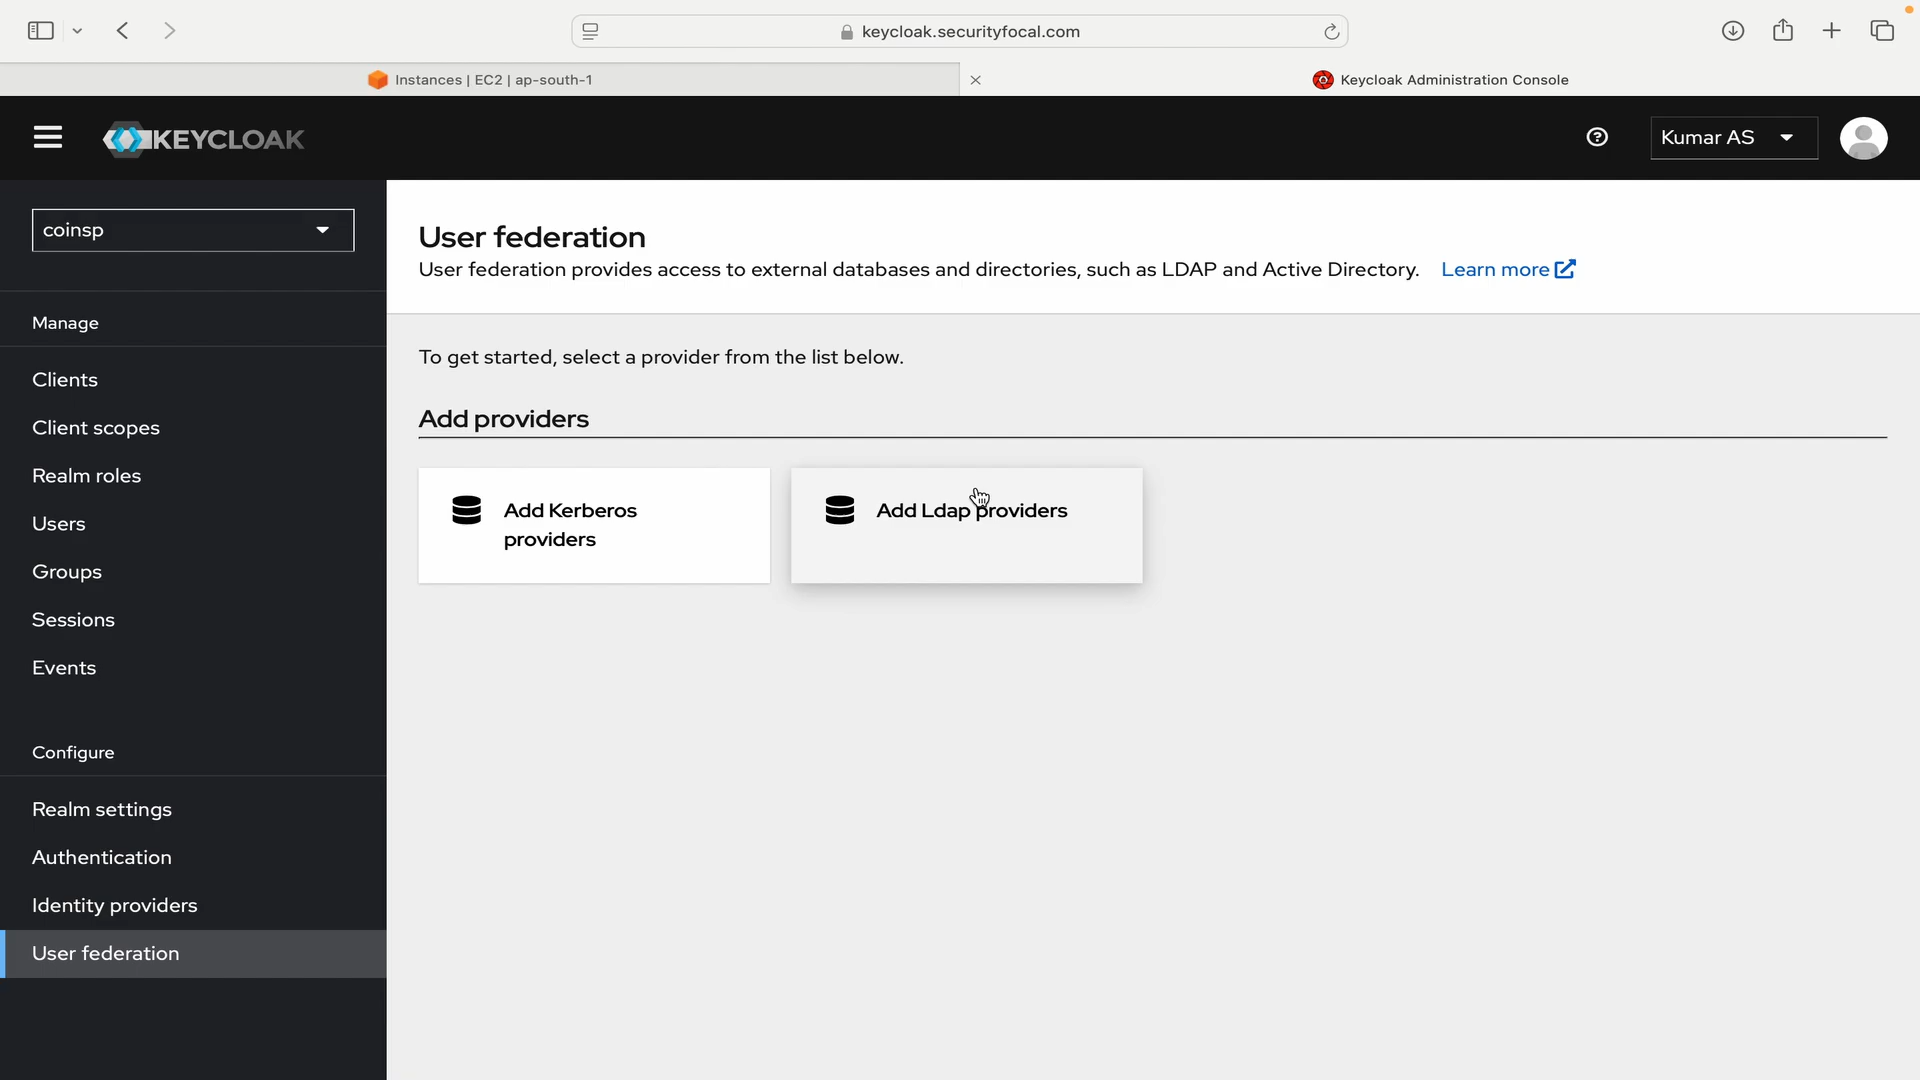 keycloak.securityfocal.com
Instances | EC2 | ap-south-1
Keycloak Administration Console
KEYCLOAK
Kumar AS
coinsp
Manage
Clients
Client scopes
Realm roles
Users
Groups
Sessions
Events
Configure
Realm settings
Authentication
Identity providers
User federation
User federation
User federation provides access to external databases and directories, such as LDAP and Active Directory. Learn more
To get started, select a provider from the list below.
Add providers
Add Kerberos
providers
Add Ldap providers